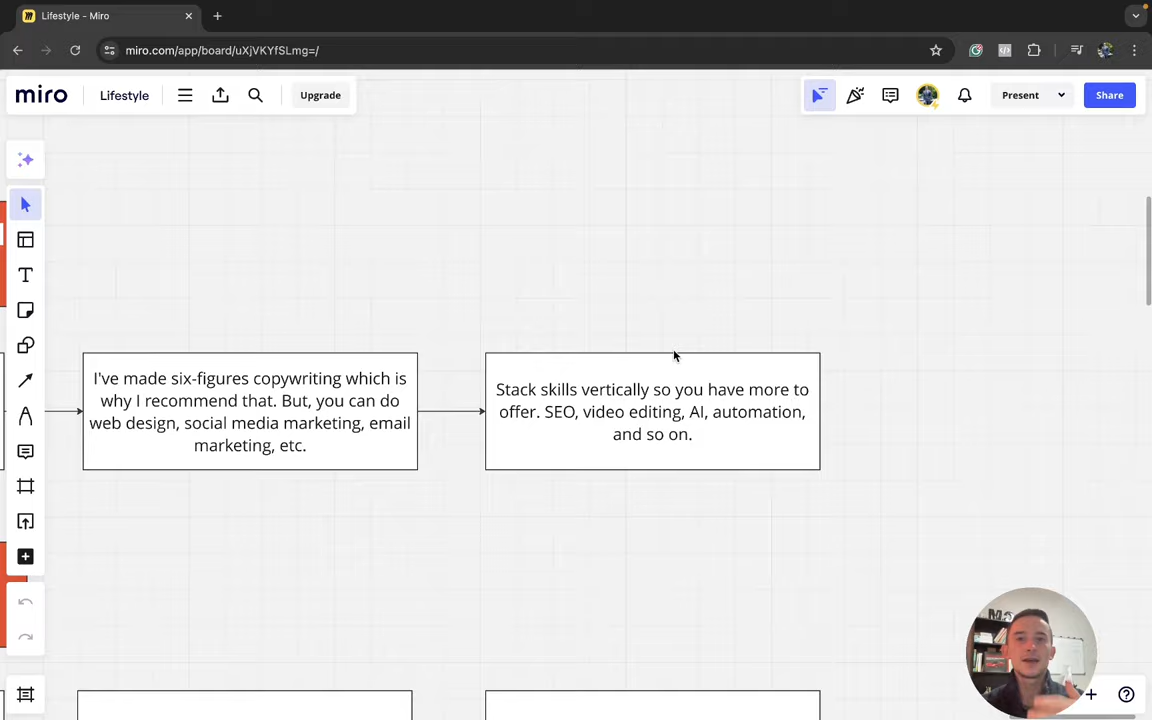 Lifestyle - Miro
miro.com/app/board/uXjVKYfSLmg=/
miro
Lifestyle
Upgrade
Present
Share
I've made six-figures copywriting which is
why I recommend that. But, you can do
web design, social media marketing, email
marketing, etc.
Stack skills vertically so you have more to
offer. SEO, video editing, AI, automation,
and so on.